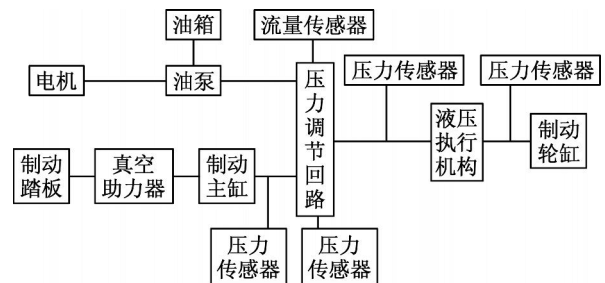 油箱
流量传感器
电机
油泵
压
力
调
节
回
路
压力传感器
压力传感器
液压
执行
机构
制动
轮缸
制动
踏板
真空
助力器
制动
主缸
压力
传感器
压力
传感器